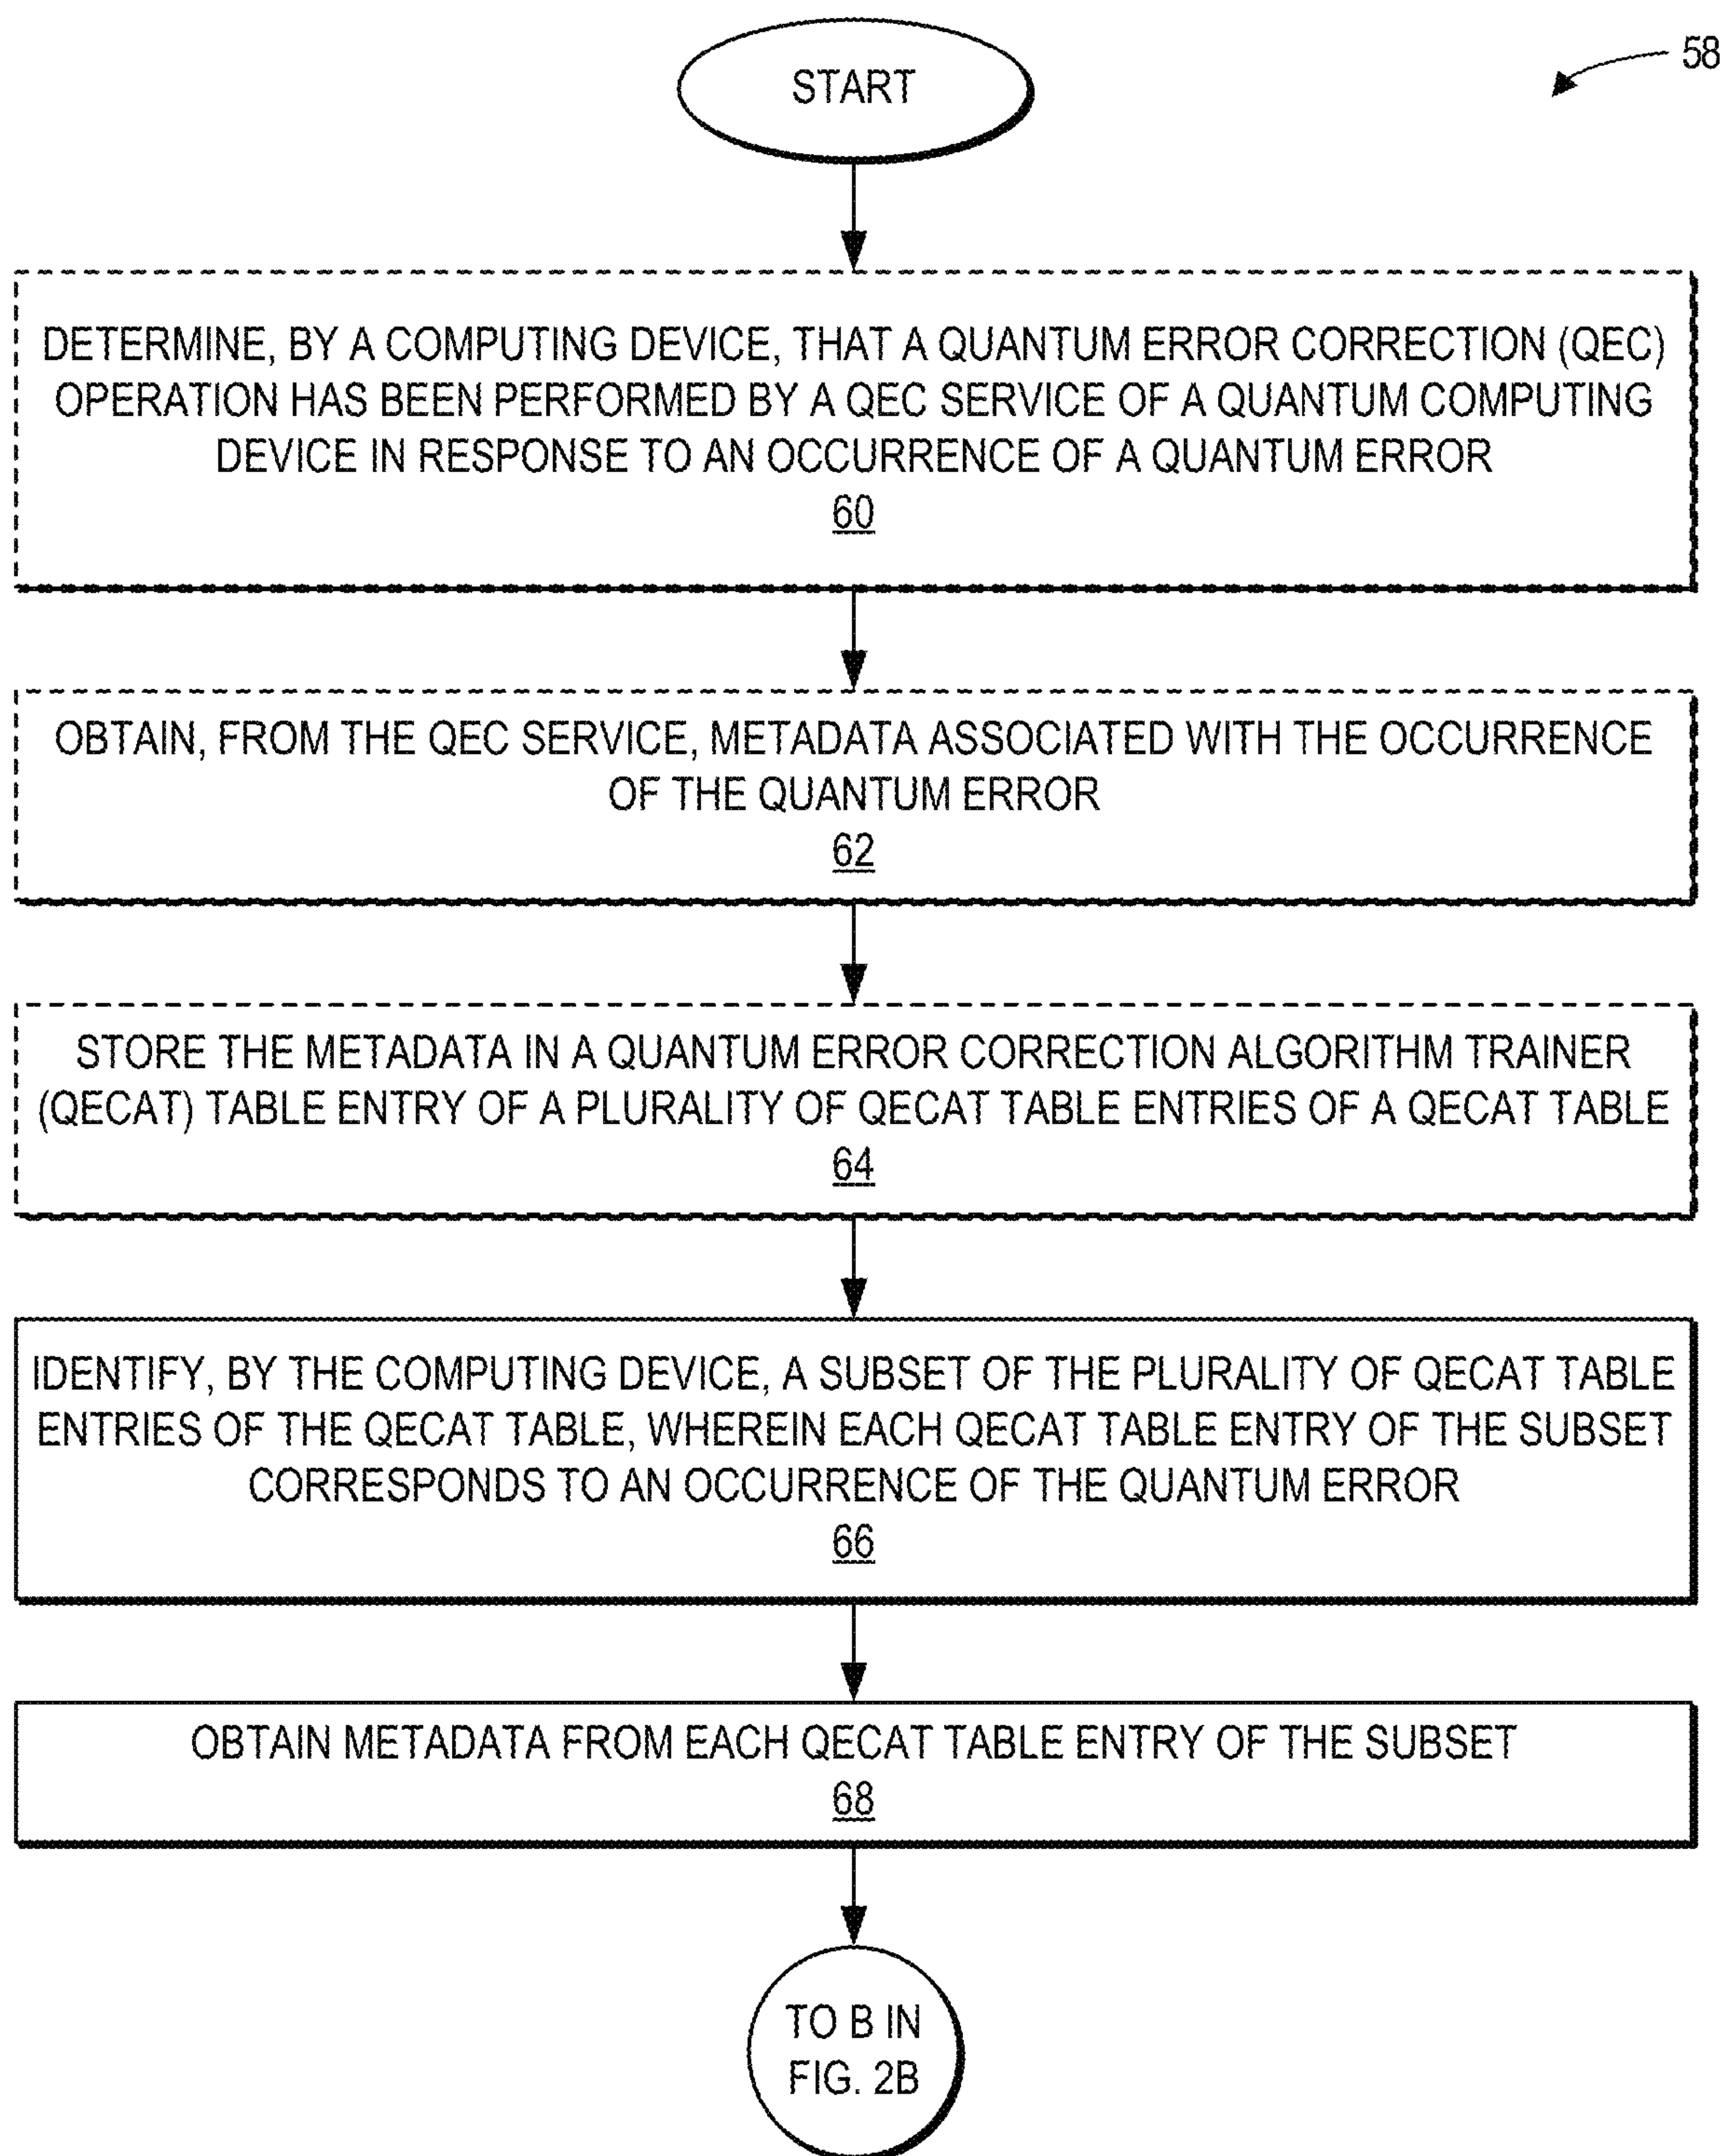 START
58
DETERMINE, BY A COMPUTING DEVICE, THAT A QUANTUM ERROR CORRECTION (QEC)
OPERATION HAS BEEN PERFORMED BY A QEC SERVICE OF A QUANTUM COMPUTING
DEVICE IN RESPONSE TO AN OCCURRENCE OF A QUANTUM ERROR
60
OBTAIN, FROM THE QEC SERVICE, METADATA ASSOCIATED WITH THE OCCURRENCE
OF THE QUANTUM ERROR
62
STORE THE METADATA IN A QUANTUM ERROR CORRECTION ALGORITHM TRAINER
(QECAT) TABLE ENTRY OF A PLURALITY OF QECAT TABLE ENTRIES OF A QECAT TABLE
64
IDENTIFY, BY THE COMPUTING DEVICE, A SUBSET OF THE PLURALITY OF QECAT TABLE
ENTRIES OF THE QECAT TABLE, WHEREIN EACH QECAT TABLE ENTRY OF THE SUBSET
CORRESPONDS TO AN OCCURRENCE OF THE QUANTUM ERROR
66
OBTAIN METADATA FROM EACH QECAT TABLE ENTRY OF THE SUBSET
68
TO B IN
FIG. 2B